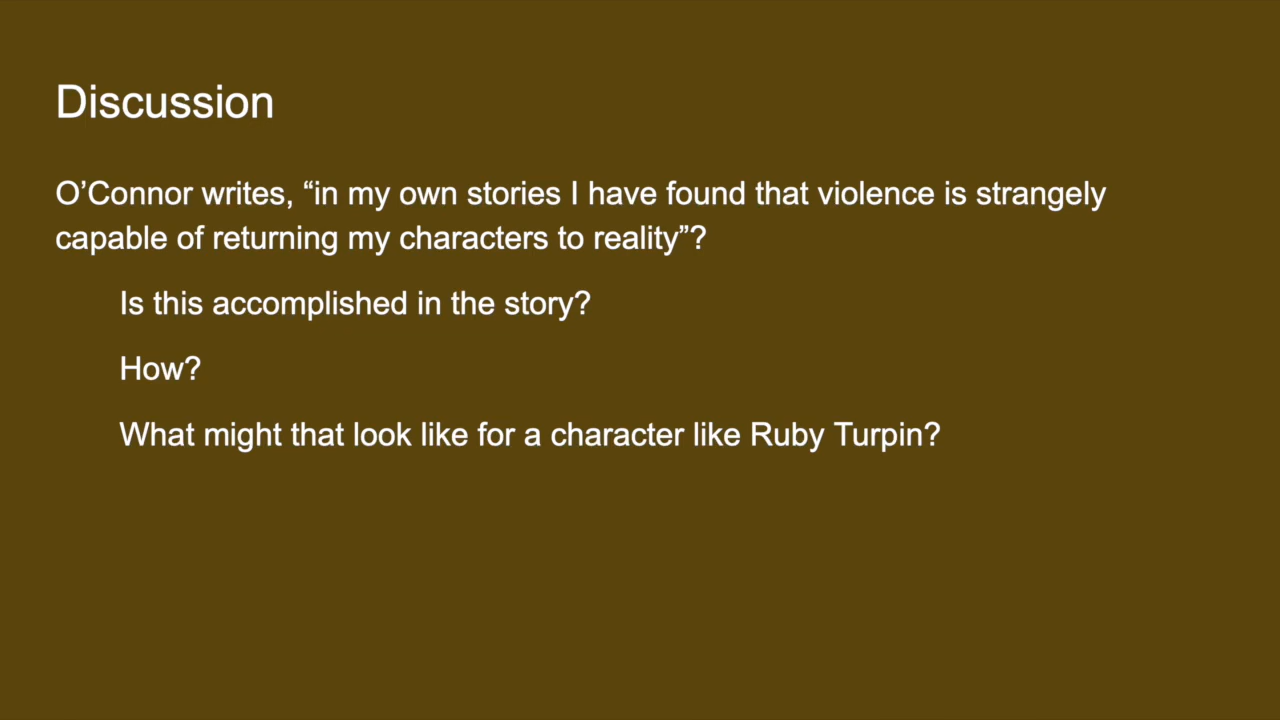 Discussion
O’Connor writes, “in my own stories I have found that violence is strangely
capable of returning my characters to reality”?
Is this accomplished in the story?
How?
What might that look like for a character like Ruby Turpin?